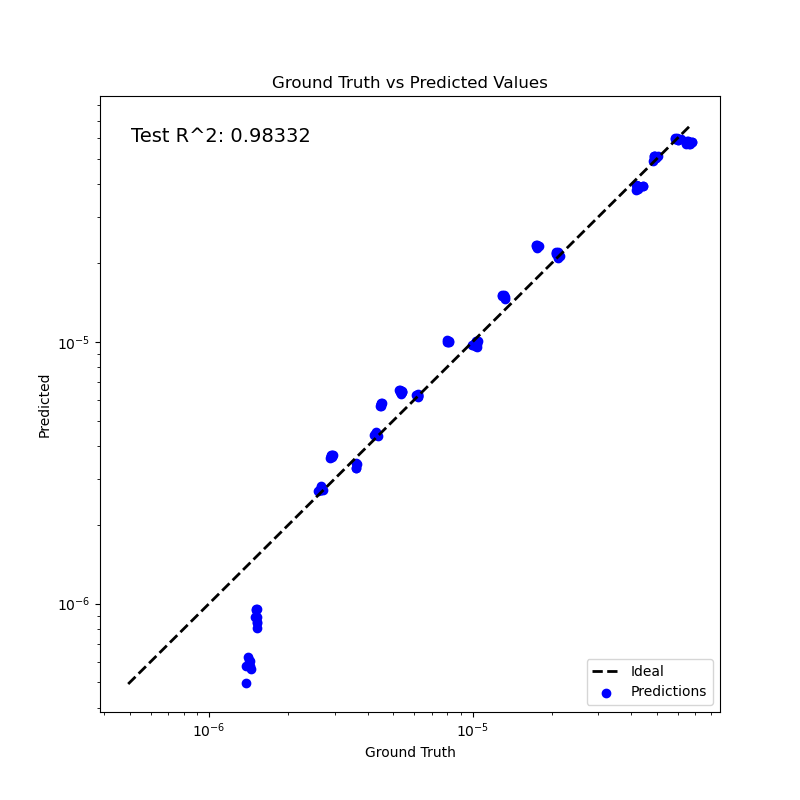 Ground Truth vs Predicted Values
Test R^2: 0.98332
Predicted
10⁻⁵
10⁻⁶
10⁻⁶
10⁻⁵
Ground Truth
Ideal
Predictions